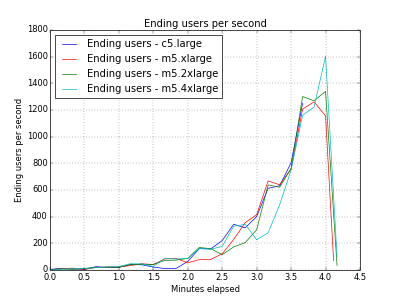 Ending users per second
1800
1600
1400
1200
1000
800
600
400
200
0
Ending users per second
Ending users - c5.large
Ending users - m5.xlarge
Ending users - m5.2xlarge
Ending users - m5.4xlarge
0.0 0.5 1.0 1.5 2.0 2.5 3.0 3.5 4.0 4.5
Minutes elapsed